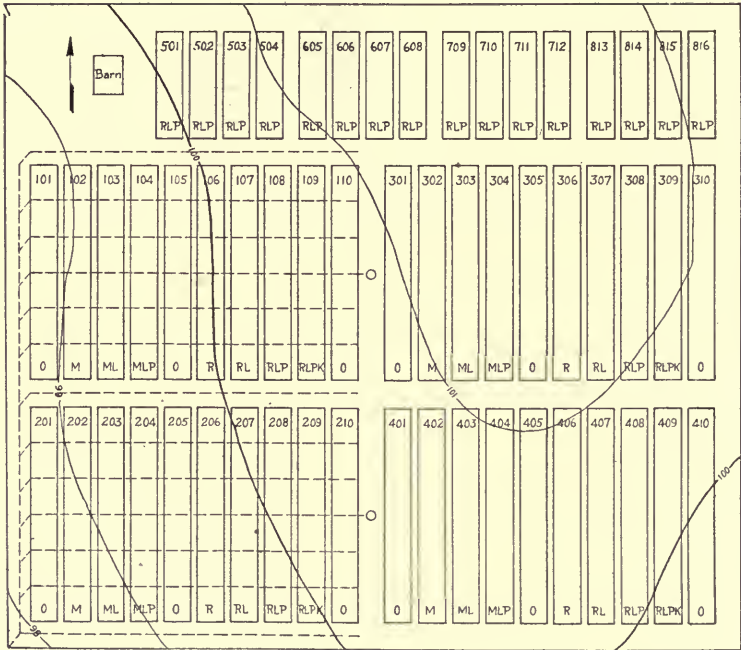 501 502 503 504 605 606 607 608 709 710 711 712 813 814 815 816
Barn
RLP RLP RLP RLP RLP RLP RLP RLP RLP RLP RLP RLP RLP RLP RLP RLP
100
101 102 103 104 105 106 107 108 109 110 301 302 303 304 305 306 307 308 309 310
0 M ML MLP 0 R RL RLP RLPK 0 0 M ML MLP 0 R RL RLP RLPK 0
99
101
201 202 203 204 205 206 207 208 209 210 401 402 403 404 405 406 407 408 409 410
100
0 M ML MLP 0 R RL RLP RLPK 0 0 M ML MLP 0 R RL RLP RLPK 0
98